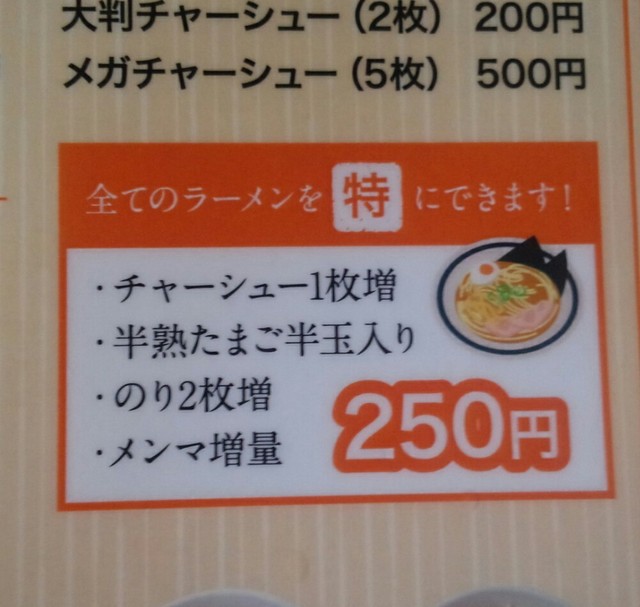 大判チャーシュー（2枚） 200円
メガチャーシュー（5枚） 500円
全てのラーメンを 特 にできます！
・チャーシュー1枚増
・半熟たまご半玉入り
・のり2枚増
・メンマ増量
250円